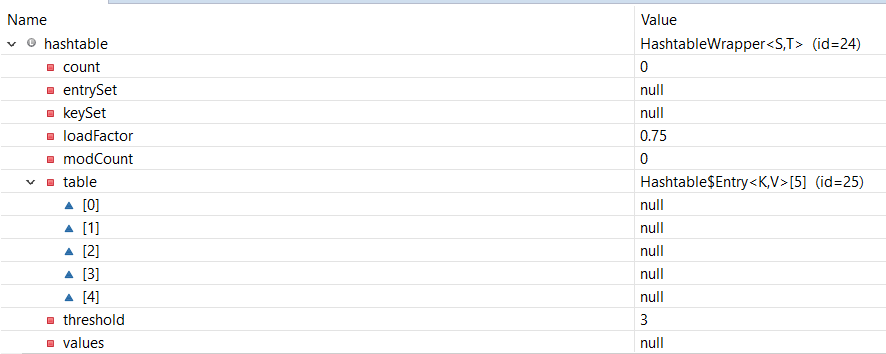 Name Value
hashtable HashtableWrapper<S,T> (id=24)
count 0
entrySet null
keySet null
loadFactor 0.75
modCount 0
table Hashtable$Entry<K,V>[5] (id=25)
[0] null
[1] null
[2] null
[3] null
[4] null
threshold 3
values null